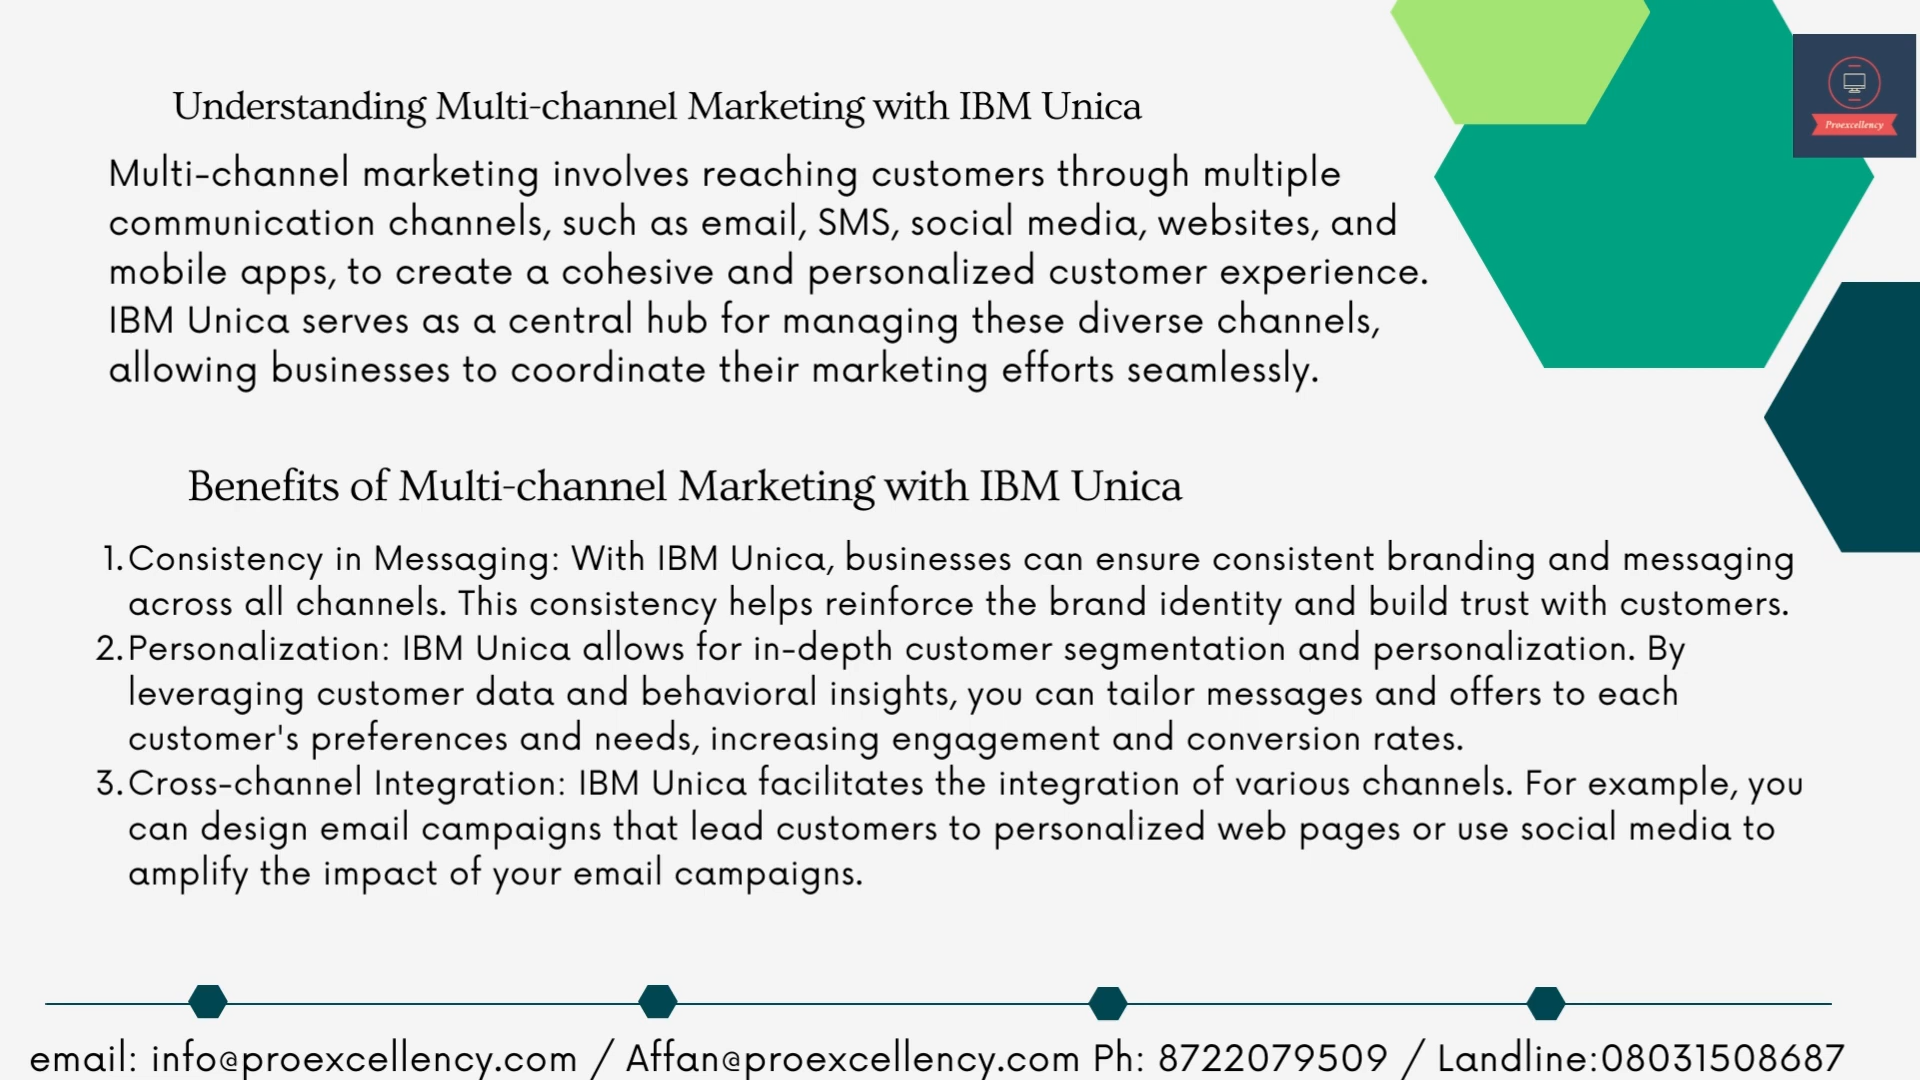 Understanding Multi-channel Marketing with IBM Unica
Proexcellency
Multi-channel marketing involves reaching customers through multiple
communication channels, such as email, SMS, social media, websites, and
mobile apps, to create a cohesive and personalized customer experience.
IBM Unica serves as a central hub for managing these diverse channels,
allowing businesses to coordinate their marketing efforts seamlessly.
Benefits of Multi-channel Marketing with IBM Unica
1. Consistency in Messaging: With IBM Unica, businesses can ensure consistent branding and messaging
across all channels. This consistency helps reinforce the brand identity and build trust with customers.
2. Personalization: IBM Unica allows for in-depth customer segmentation and personalization. By
leveraging customer data and behavioral insights, you can tailor messages and offers to each
customer's preferences and needs, increasing engagement and conversion rates.
3. Cross-channel Integration: IBM Unica facilitates the integration of various channels. For example, you
can design email campaigns that lead customers to personalized web pages or use social media to
amplify the impact of your email campaigns.
email: info@proexcellency.com / Affan@proexcellency.com Ph: 8722079509 / Landline:08031508687